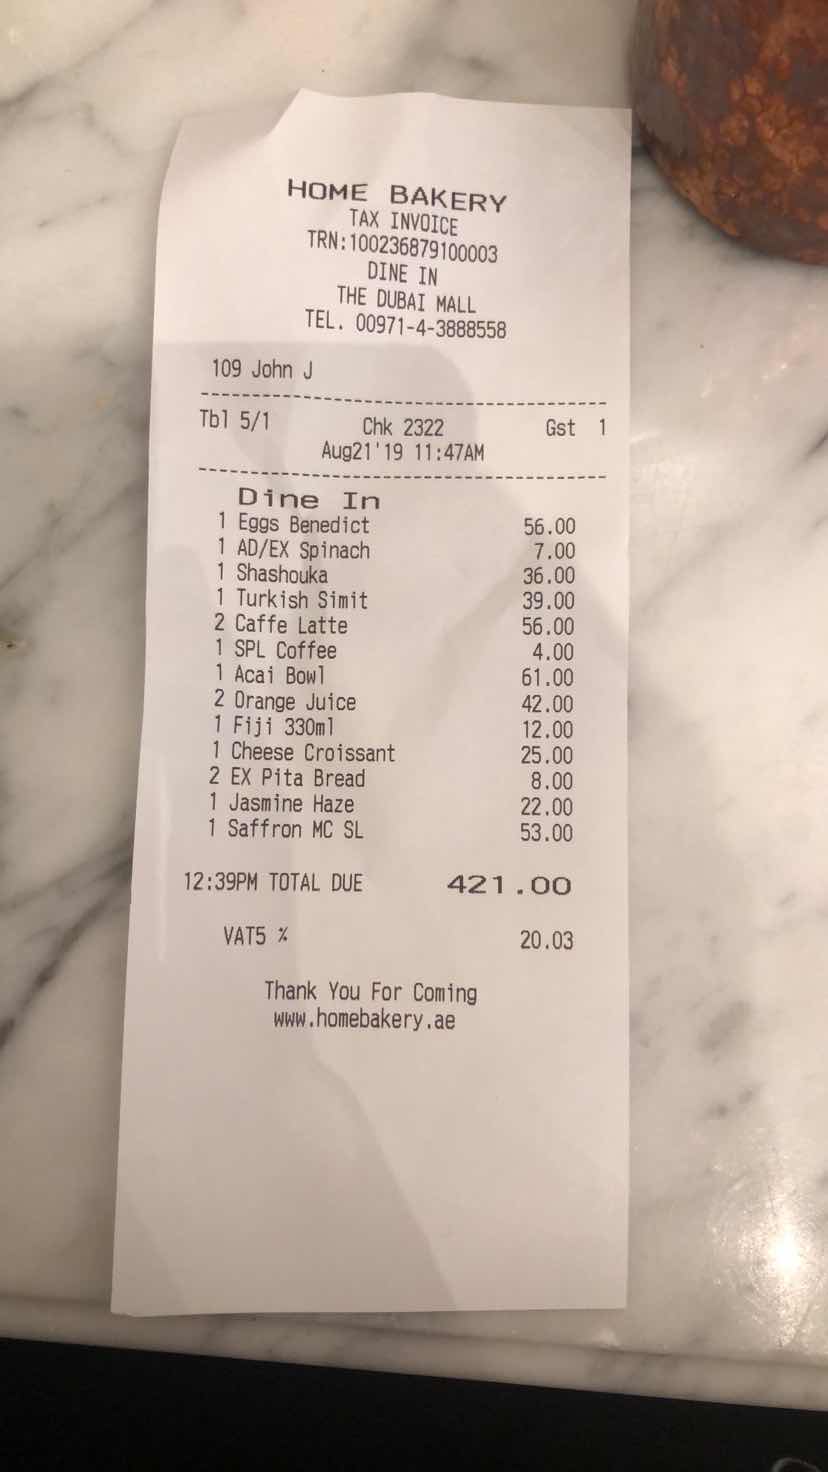 HOME BAKERY
TAX INVOICE
TRN:100236879100003
DINE IN
THE DUBAI MALL
TEL. 00971-4-3888558
109 John J
Tbl 5/1 Chk 2322 Gst 1
Aug21'19 11:47AM
Dine In
1 Eggs Benedict 56.00
1 AD/EX Spinach 7.00
1 Shashouka 36.00
1 Turkish Simit 39.00
2 Caffe Latte 56.00
1 SPL Coffee 4.00
1 Acai Bowl 61.00
2 Orange Juice 42.00
1 Fiji 330ml 12.00
1 Cheese Croissant 25.00
2 EX Pita Bread 8.00
1 Jasmine Haze 22.00
1 Saffron MC SL 53.00
12:39PM TOTAL DUE 421.00
VAT5 % 20.03
Thank You For Coming
www.homebakery.ae